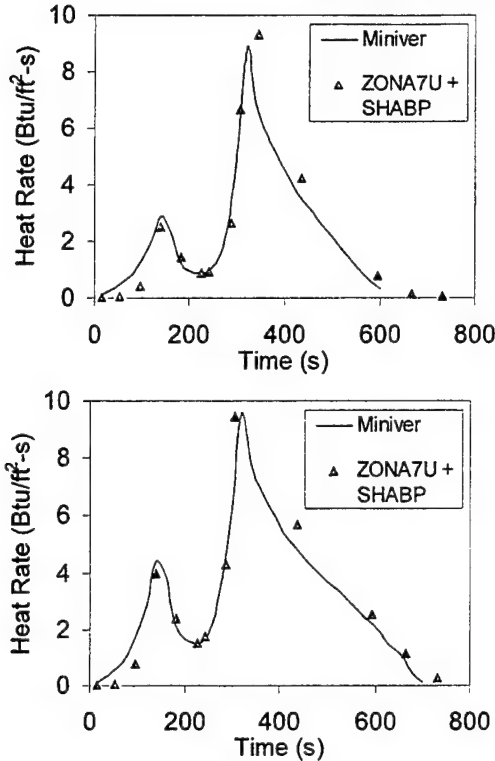 10
8
6
4
2
0
Heat Rate (Btu/ft²-s)
Miniver
ZONA7U +
SHABP
0 200 400 600 800
Time (s)
10
8
6
4
2
0
Heat Rate (Btu/ft²-s)
Miniver
ZONA7U +
SHABP
0 200 400 600 800
Time (s)